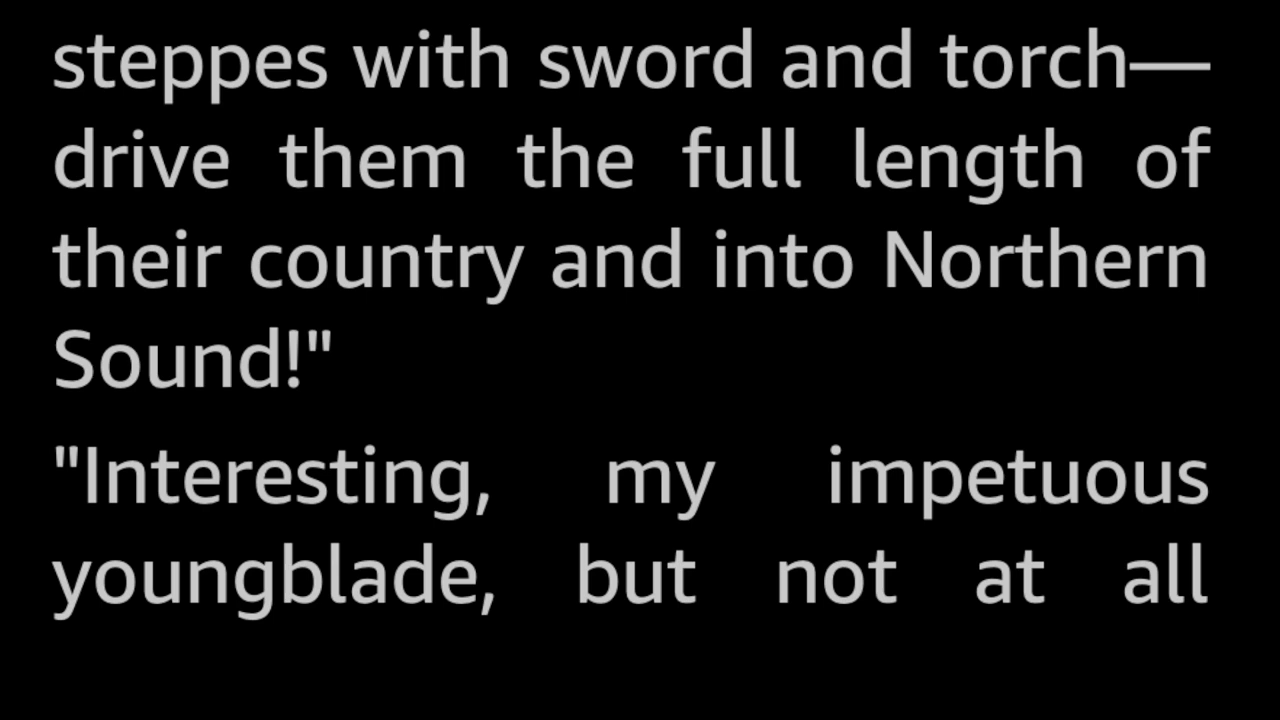 steppes with sword and torch—
drive them the full length of
their country and into Northern
Sound!"
"Interesting, my impetuous
youngblade, but not at all